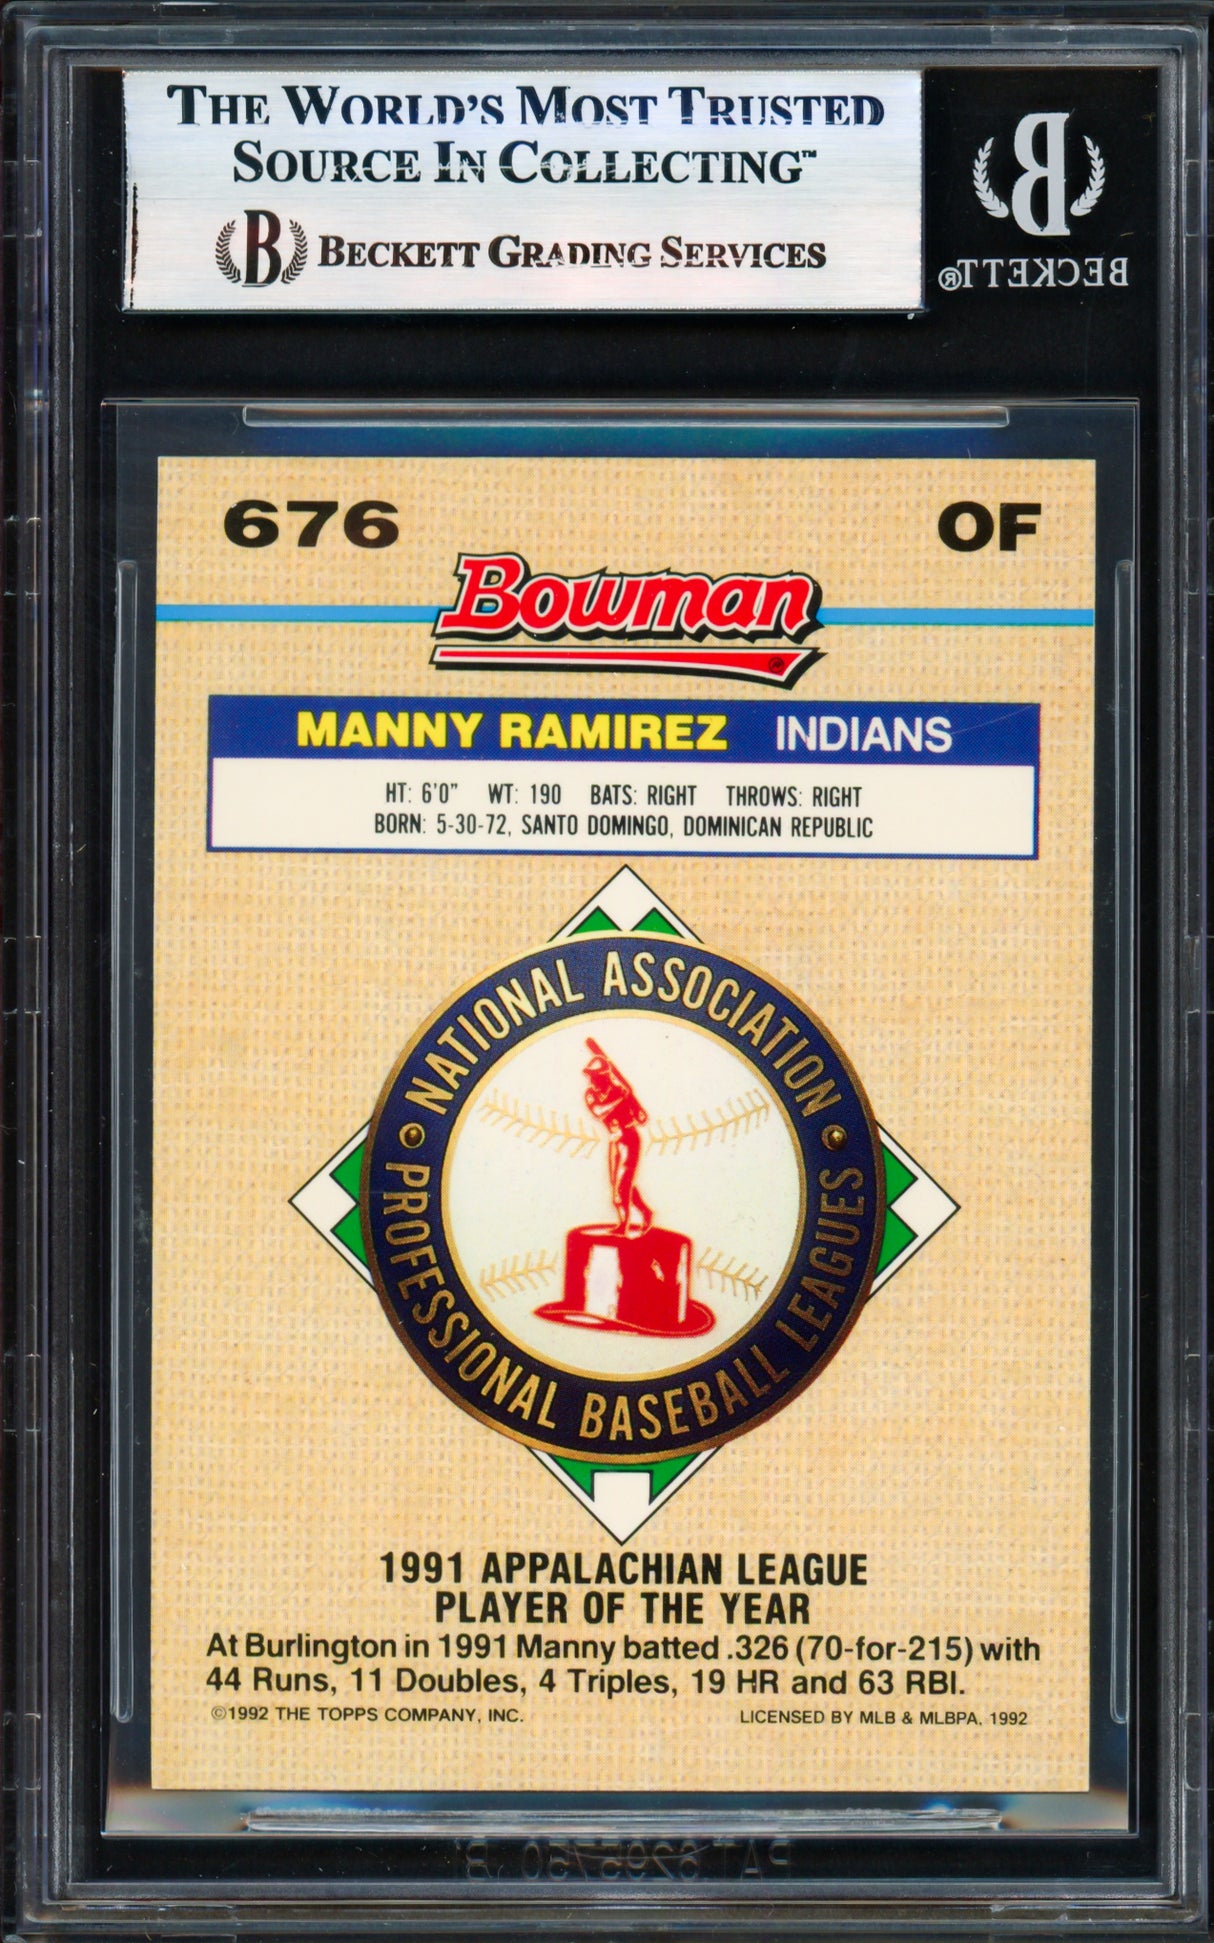 THE WORLD'S MOST TRUSTED
SOURCE IN COLLECTING™
B BECKETT GRADING SERVICES
B
BECKETT®
676 OF
Bowman®
MANNY RAMIREZ INDIANS
HT: 6'0" WT: 190 BATS: RIGHT THROWS: RIGHT
BORN: 5-30-72, SANTO DOMINGO, DOMINICAN REPUBLIC
NATIONAL ASSOCIATION
PROFESSIONAL BASEBALL LEAGUES
1991 APPALACHIAN LEAGUE
PLAYER OF THE YEAR
At Burlington in 1991 Manny batted .326 (70-for-215) with
44 Runs, 11 Doubles, 4 Triples, 19 HR and 63 RBI.
©1992 THE TOPPS COMPANY, INC. LICENSED BY MLB & MLBPA, 1992